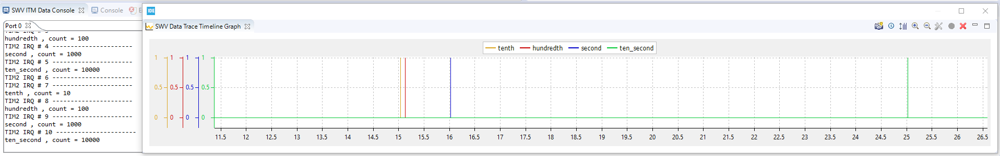 SWV ITM Data Console
Console
Port 0
hundredth , count = 100
TIM2 IRQ # 4 ----------------------
second , count = 1000
TIM2 IRQ # 5 ----------------------
ten_second , count = 10000
TIM2 IRQ # 6 ----------------------
TIM2 IRQ # 7 ----------------------
tenth , count = 10
TIM2 IRQ # 8 ----------------------
hundredth , count = 100
TIM2 IRQ # 9 ----------------------
second , count = 1000
TIM2 IRQ # 10 ----------------------
ten_second , count = 10000
IDE
SWV Data Trace Timeline Graph
tenth hundredth second ten_second
1 1 1 1
0.5 0.5 0.5 0.5
0 0 0 0
11.5 12 12.5 13 13.5 14 14.5 15 15.5 16 16.5 17 17.5 18 18.5 19 19.5 20 20.5 21 21.5 22 22.5 23 23.5 24 24.5 25 25.5 26 26.5